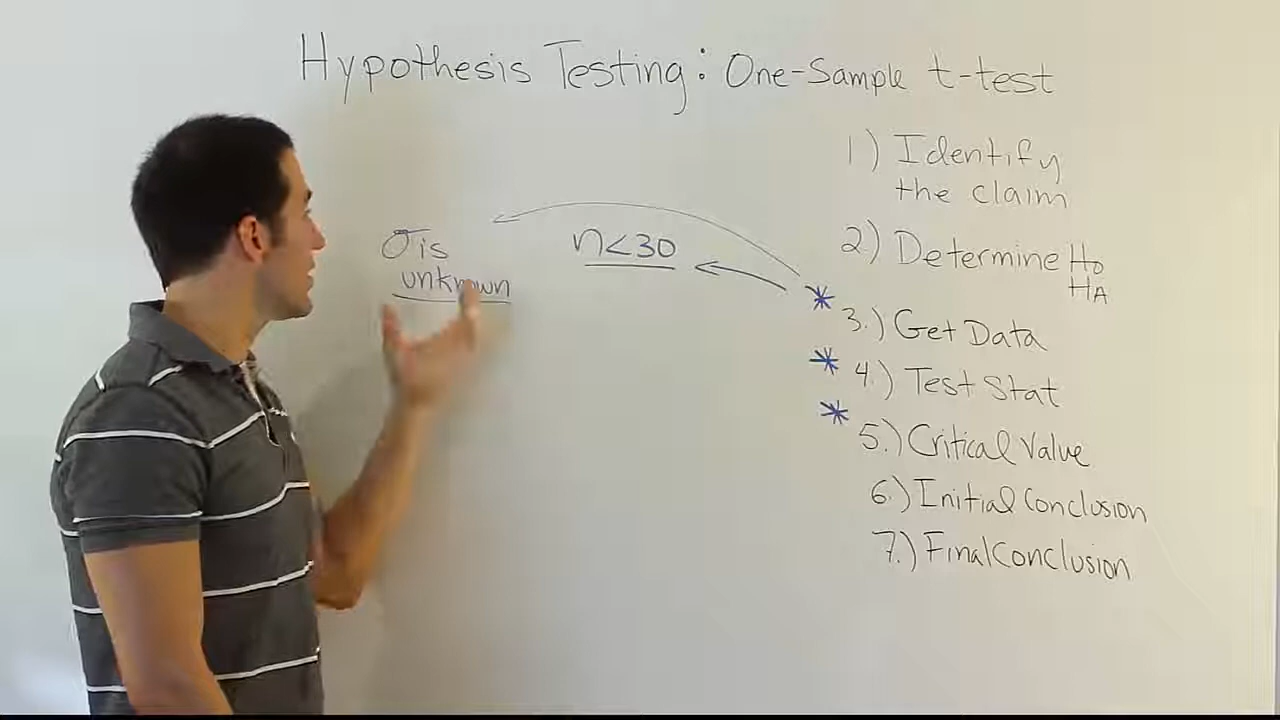 Hypothesis Testing: One-Sample t-test
σ is
unknown
n<30
1) Identify
the claim
2) Determine Ho
HA
* 3.) Get Data
* 4.) Test Stat
* 5.) Critical Value
6.) Initial Conclusion
7.) Final Conclusion